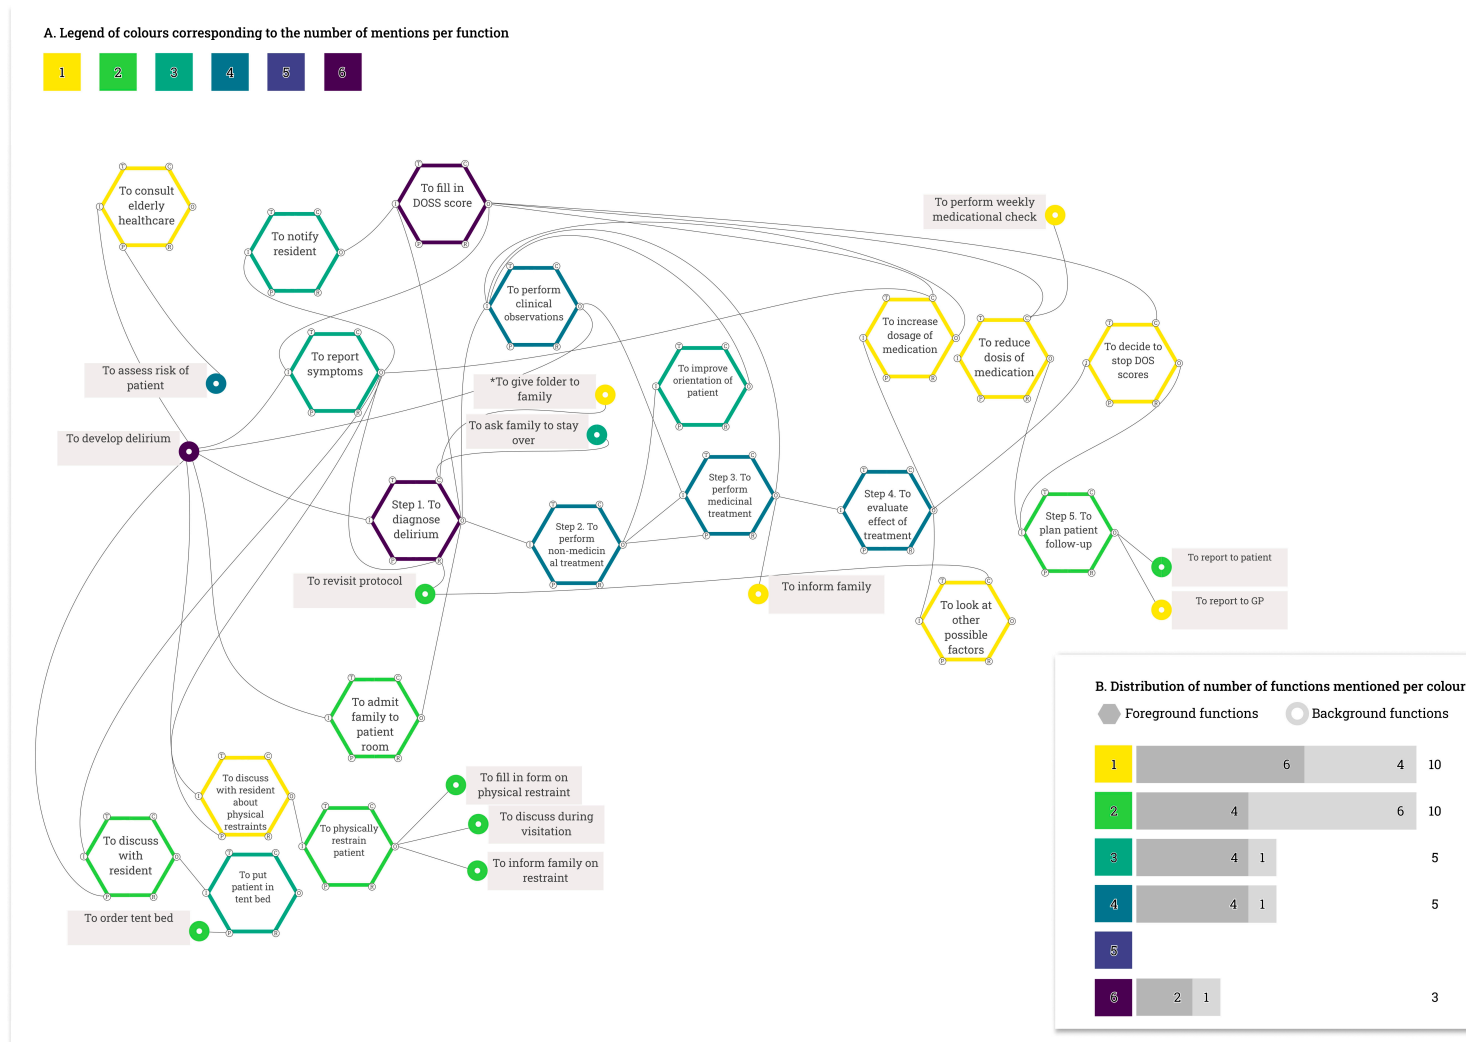 A. Legend of colours corresponding to the number of mentions per function
1 2 3 4 5 6
To consult
elderly
healthcare
To notify
resident
To fill in
DOSS score
To perform weekly
medicational check
To perform
clinical
observations
To increase
dosage of
medication
To reduce
dosis of
medication
To decide to
stop DOS
scores
To report
symptoms
To improve
orientation of
patient
To assess risk of
patient
*To give folder to
family
To ask family to stay
over
To develop delirium
Step 1. To
diagnose
delirium
Step 2. To
perform
non-medicin
al treatment
Step 3. To
perform
medicinal
treatment
Step 4. To
evaluate
effect of
treatment
Step 5. To
plan patient
follow-up
To report to patient
To report to GP
To revisit protocol
To inform family
To look at
other
possible
factors
To admit
family to
patient
room
To discuss
with resident
about
physical
restraints
To physically
restrain
patient
To fill in form on
physical restraint
To discuss during
visitation
To inform family on
restraint
To discuss
with
resident
To put
patient in
tent bed
To order tent bed
B. Distribution of number of functions mentioned per colour
Foreground functions Background functions
1 6 4 10
2 4 6 10
3 4 1 5
4 4 1 5
5
6 2 1 3